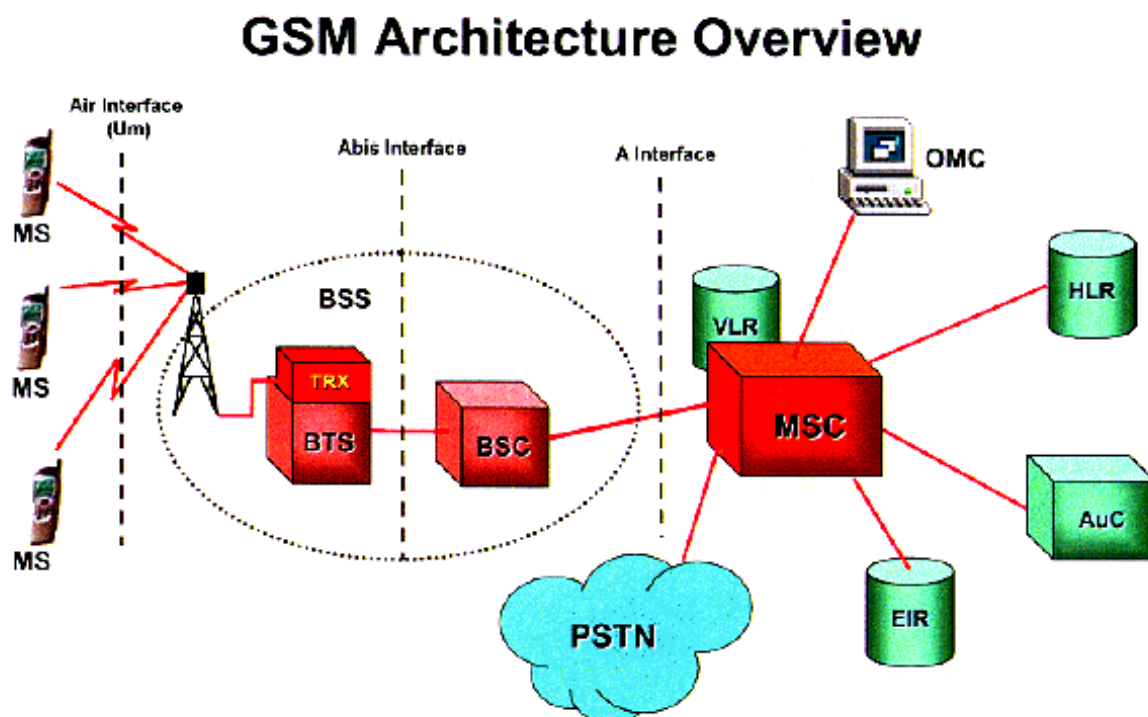 GSM Architecture Overview
Air Interface
(Um)
Abis Interface
A Interface
OMC
MS
HLR
BSS
VLR
MS
TRX
MSC
BTS
BSC
AuC
MS
EIR
PSTN